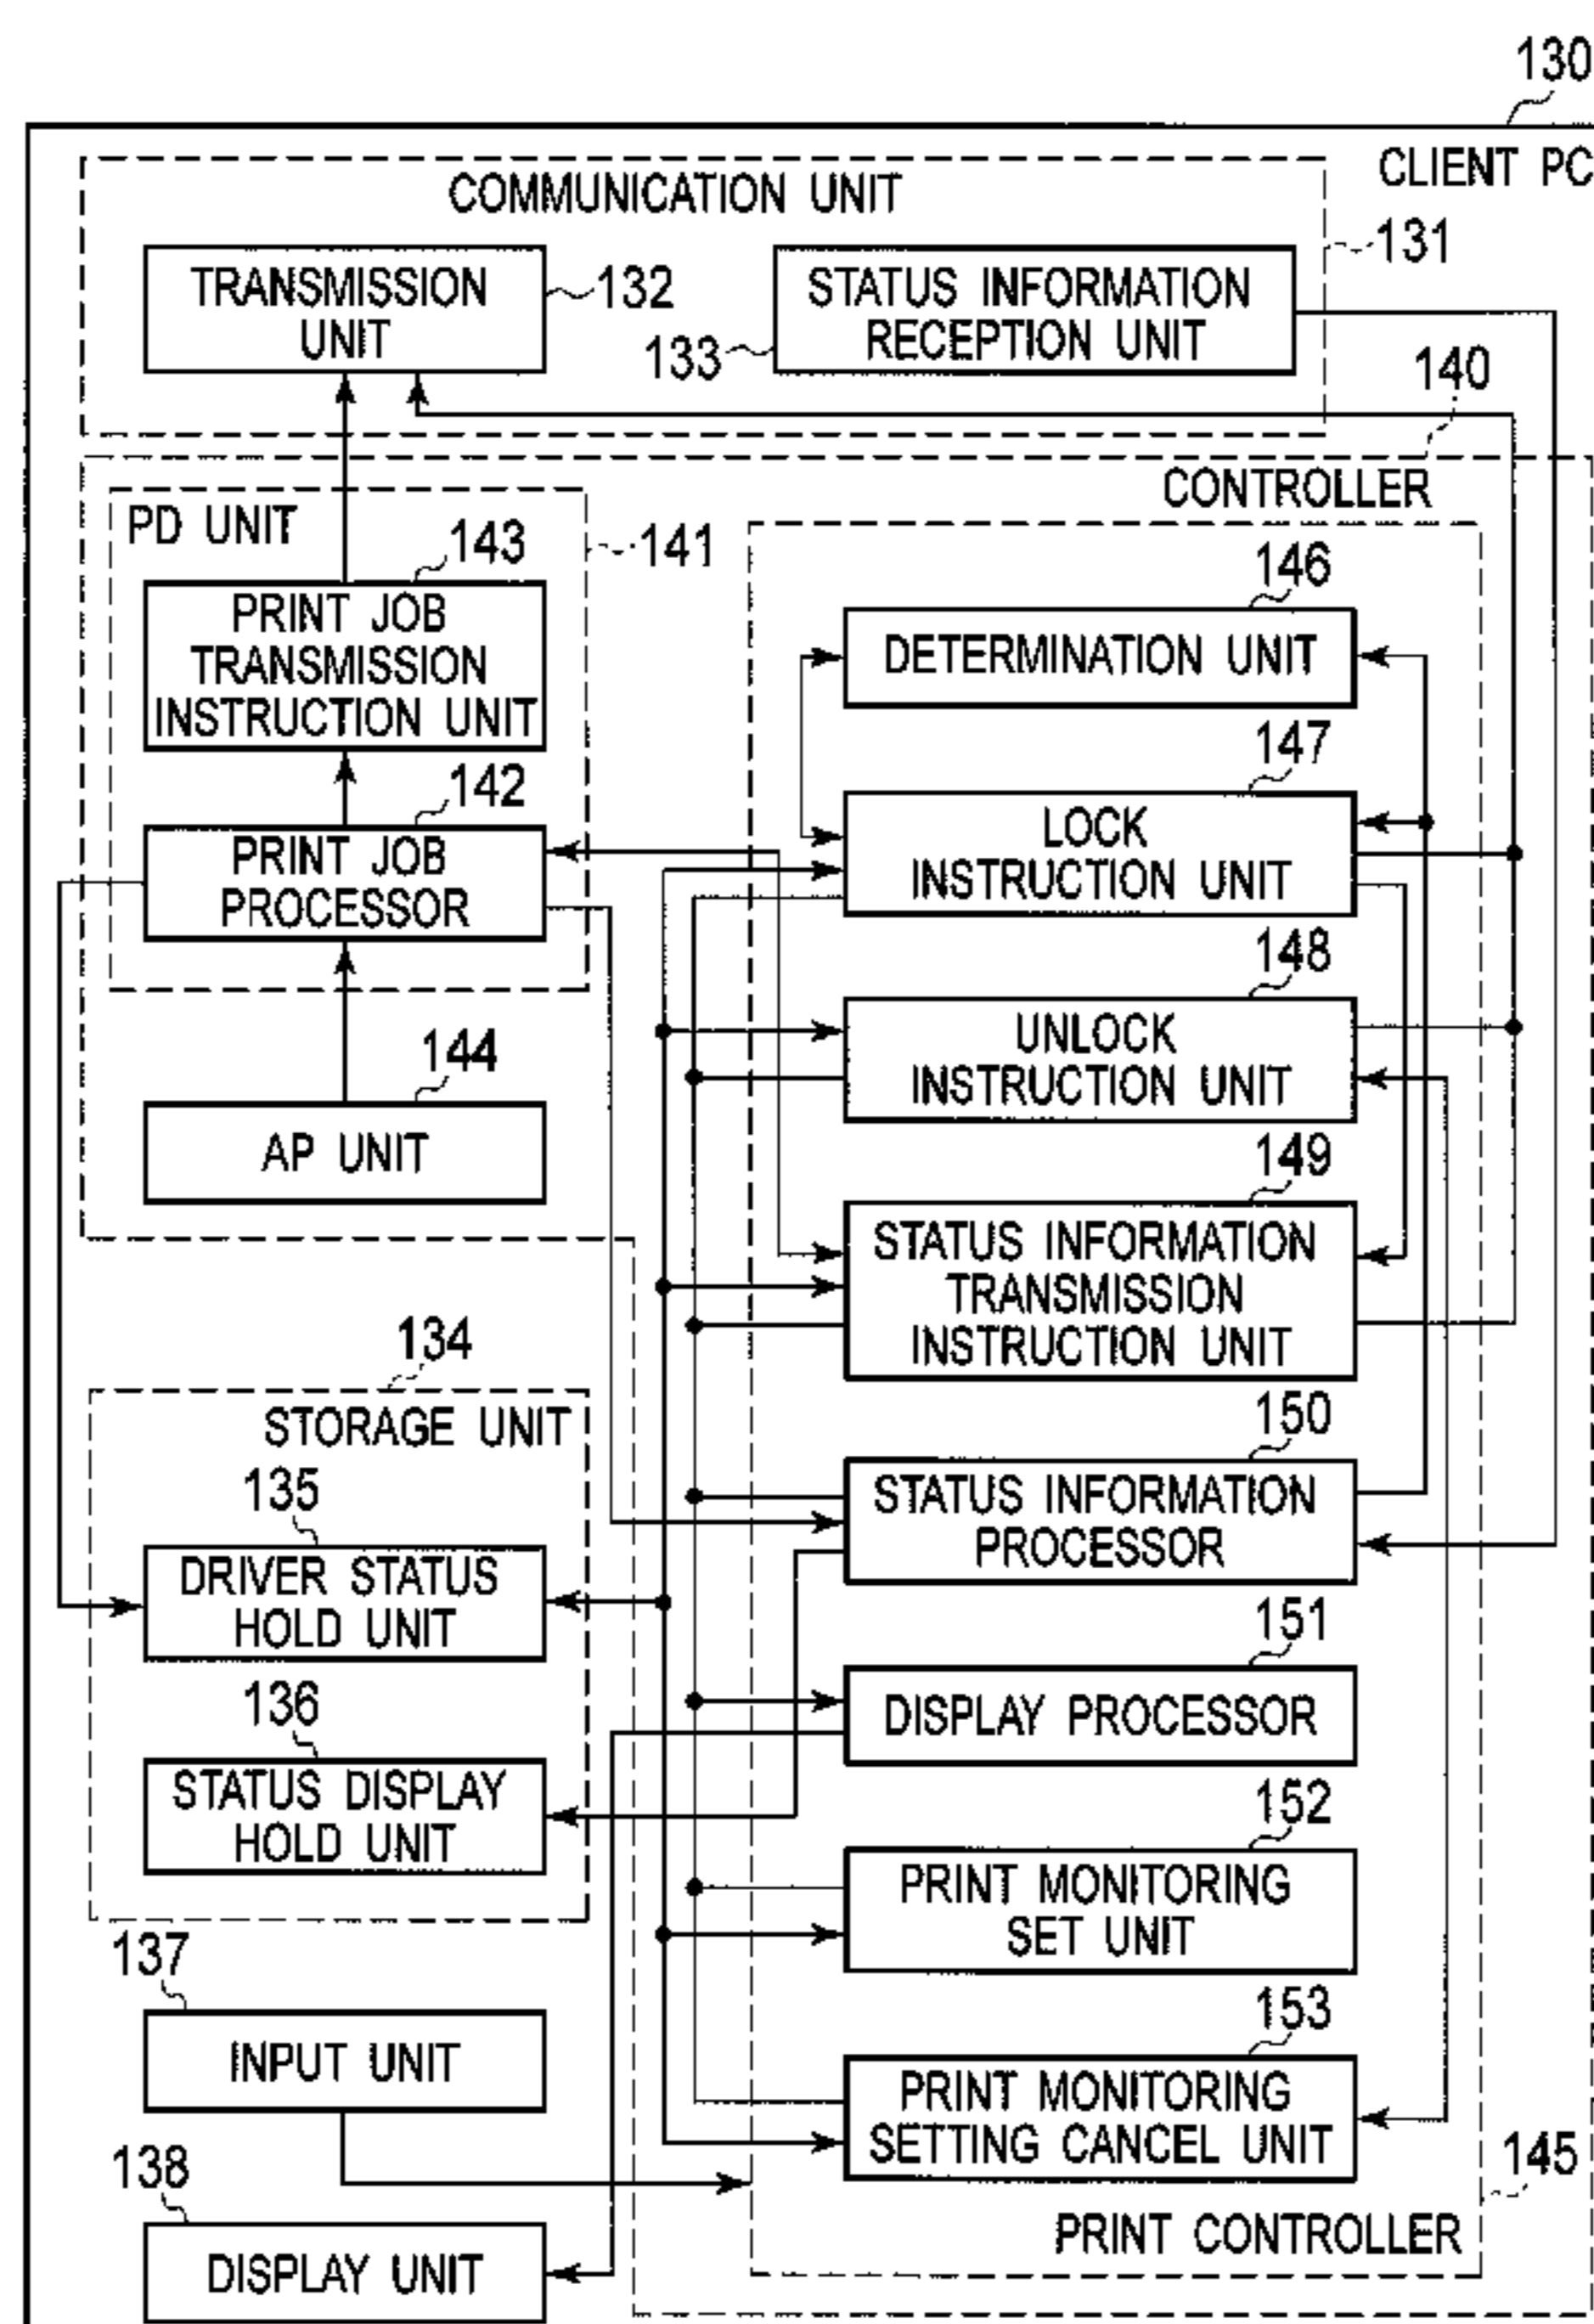 130
CLIENT PC
COMMUNICATION UNIT
131
TRANSMISSION
UNIT
132
STATUS INFORMATION
RECEPTION UNIT
133
140
CONTROLLER
PD UNIT
141
143
PRINT JOB
TRANSMISSION
INSTRUCTION UNIT
142
PRINT JOB
PROCESSOR
144
AP UNIT
146
DETERMINATION UNIT
147
LOCK
INSTRUCTION UNIT
148
UNLOCK
INSTRUCTION UNIT
149
STATUS INFORMATION
TRANSMISSION
INSTRUCTION UNIT
134
STORAGE UNIT
135
DRIVER STATUS
HOLD UNIT
136
STATUS DISPLAY
HOLD UNIT
150
STATUS INFORMATION
PROCESSOR
151
DISPLAY PROCESSOR
152
PRINT MONITORING
SET UNIT
153
PRINT MONITORING
SETTING CANCEL UNIT
145
PRINT CONTROLLER
137
INPUT UNIT
138
DISPLAY UNIT